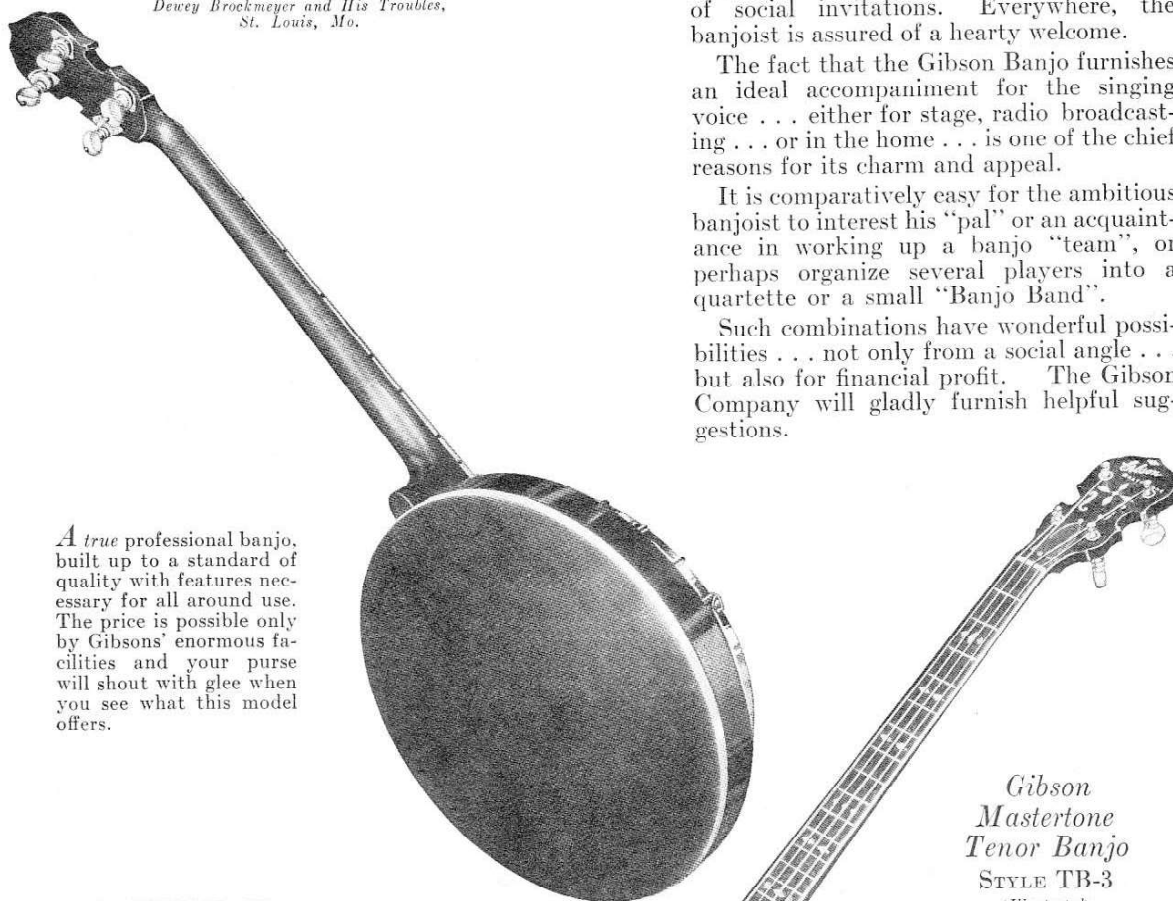 Dewey Brockmeyer and His Troubles,
St. Louis, Mo.
of social invitations. Everywhere, the
banjoist is assured of a hearty welcome.
The fact that the Gibson Banjo furnishes
an ideal accompaniment for the singing
voice . . . either for stage, radio broadcast-
ing . . . or in the home . . . is one of the chief
reasons for its charm and appeal.
It is comparatively easy for the ambitious
banjoist to interest his “pal” or an acquaint-
ance in working up a banjo “team”, or
perhaps organize several players into a
quartette or a small “Banjo Band”.
Such combinations have wonderful possi-
bilities . . . not only from a social angle . . .
but also for financial profit. The Gibson
Company will gladly furnish helpful sug-
gestions.
A true professional banjo,
built up to a standard of
quality with features nec-
essary for all around use.
The price is possible only
by Gibsons’ enormous fa-
cilities and your purse
will shout with glee when
you see what this model
offers.
Gibson
Mastertone
Tenor Banjo
STYLE TB-3